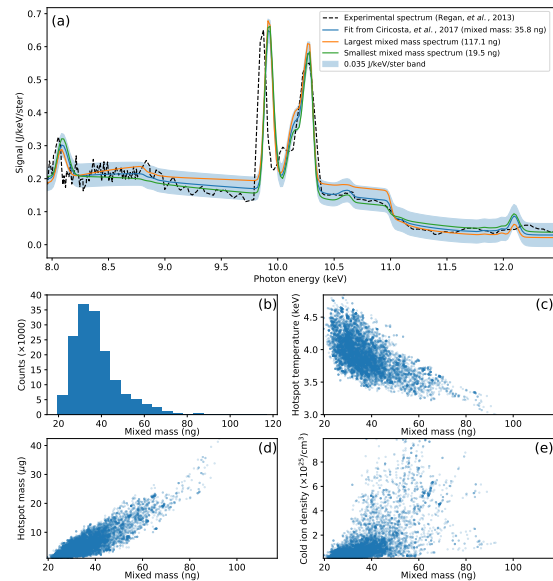 (a)
Experimental spectrum (Regan, et al., 2013)
Fit from Ciricosta, et al., 2017 (mixed mass: 35.8 ng)
Largest mixed mass spectrum (117.1 ng)
Smallest mixed mass spectrum (19.5 ng)
0.035 J/keV/ster band
Signal (J/keV/ster)
0.7
0.6
0.5
0.4
0.3
0.2
0.1
0.0
8.0 8.5 9.0 9.5 10.0 10.5 11.0 11.5 12.0
Photon energy (keV)
(b)
Counts (×1000)
40
35
30
25
20
15
10
5
0
20 40 60 80 100 120
Mixed mass (ng)
(c)
Hotspot temperature (keV)
4.5
4.0
3.5
3.0
20 40 60 80 100
Mixed mass (ng)
(d)
Hotspot mass (μg)
40
30
20
10
20 40 60 80 100
Mixed mass (ng)
(e)
Cold ion density (×10²⁵/cm³)
8
6
4
2
20 40 60 80 100
Mixed mass (ng)